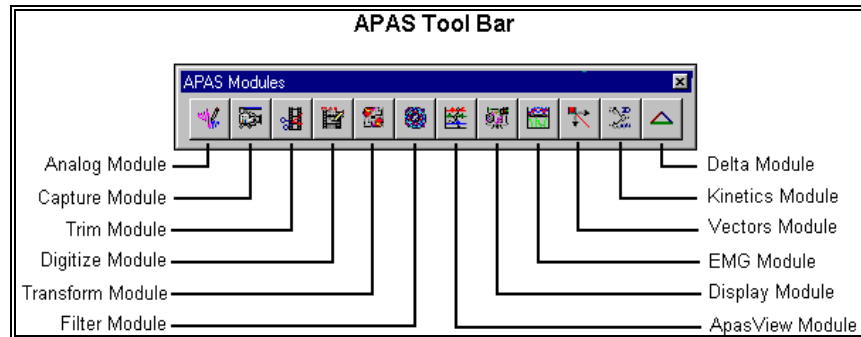 APAS Tool Bar
APAS Modules
Analog Module
Capture Module
Trim Module
Digitize Module
Transform Module
Filter Module
Delta Module
Kinetics Module
Vectors Module
EMG Module
Display Module
ApasView Module